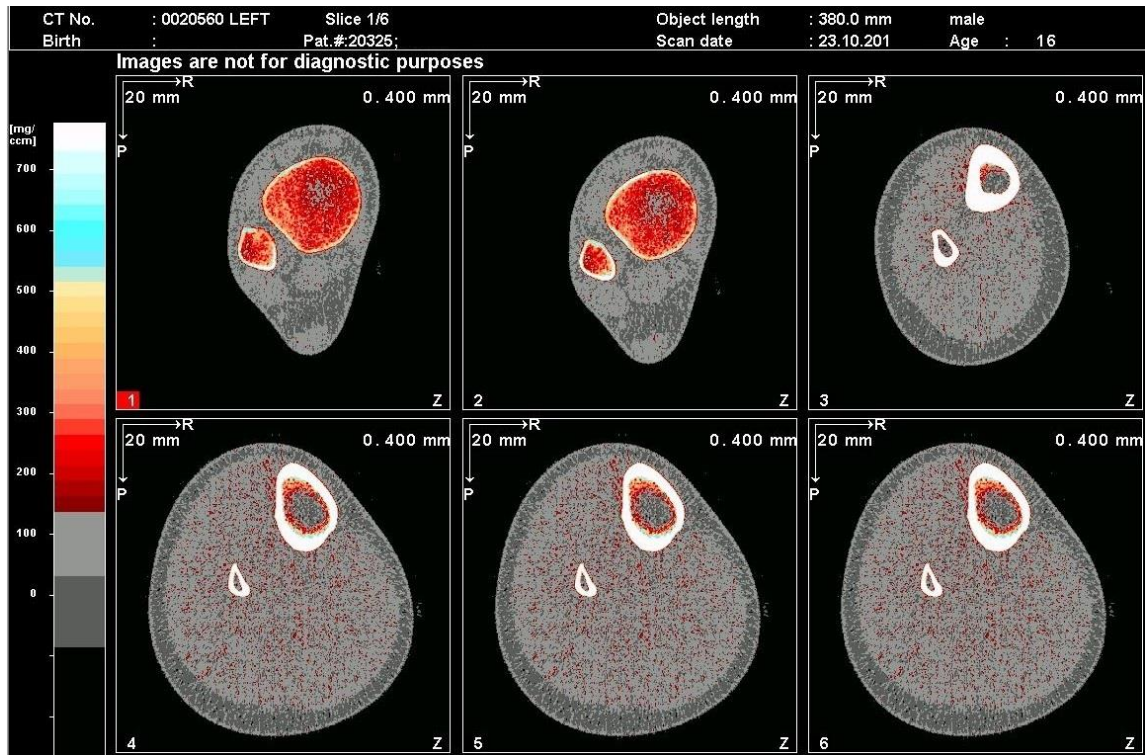 CT No. : 0020560 LEFT Slice 1/6 Object length : 380.0 mm male
Birth : Pat.#:20325; Scan date : 23.10.201 Age : 16
Images are not for diagnostic purposes
R R R
20 mm 0.400 mm 20 mm 0.400 mm 20 mm 0.400 mm
[mg/
ccm]
P P P
700
600
500
400
300
200
100
0
1 Z 2 Z 3 Z
R R R
20 mm 0.400 mm 20 mm 0.400 mm 20 mm 0.400 mm
P P P
4 Z 5 Z 6 Z